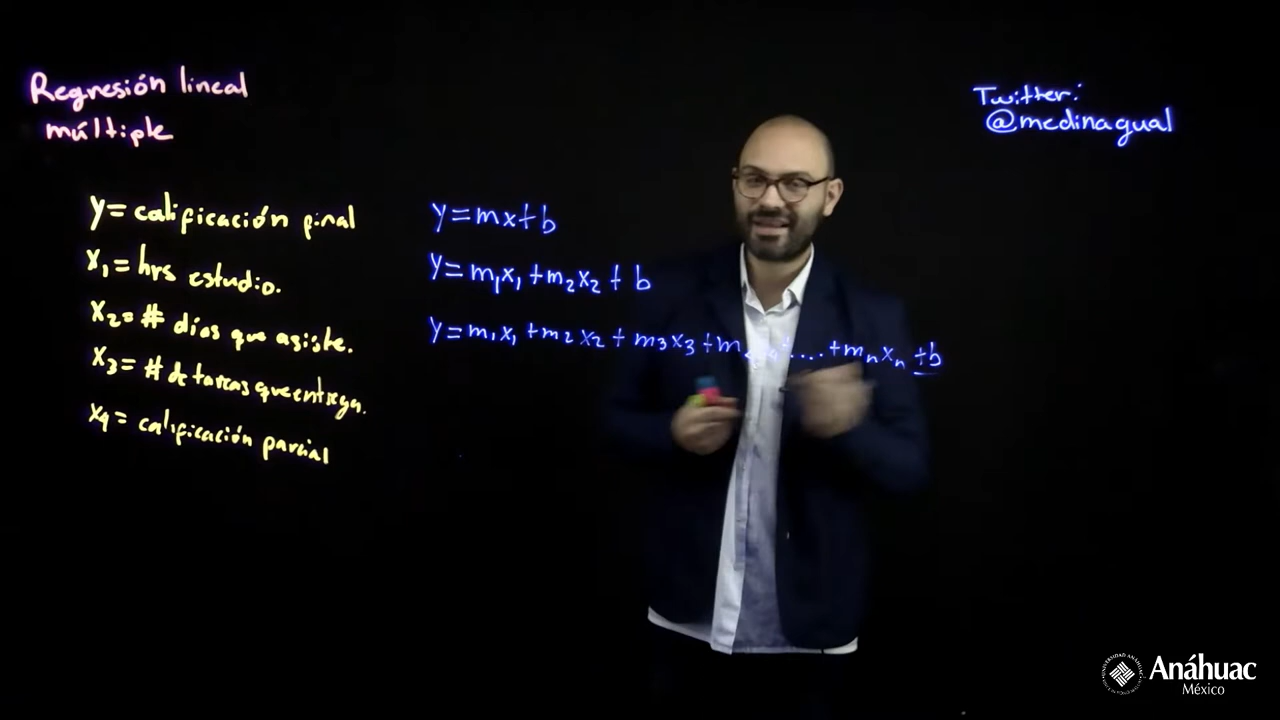 Regresión lineal
múltiple
y = calificación final
x₁ = hrs estudio.
x₂ = # días que asiste.
x₃ = # de tareas que entrega.
x₄ = calificación parcial
y = mx + b
y = m₁x₁ + m₂x₂ + b
y = m₁x₁ + m₂x₂ + m₃x₃ + m .... + mₙxₙ + b
Twitter:
@medinagual
Anáhuac
México